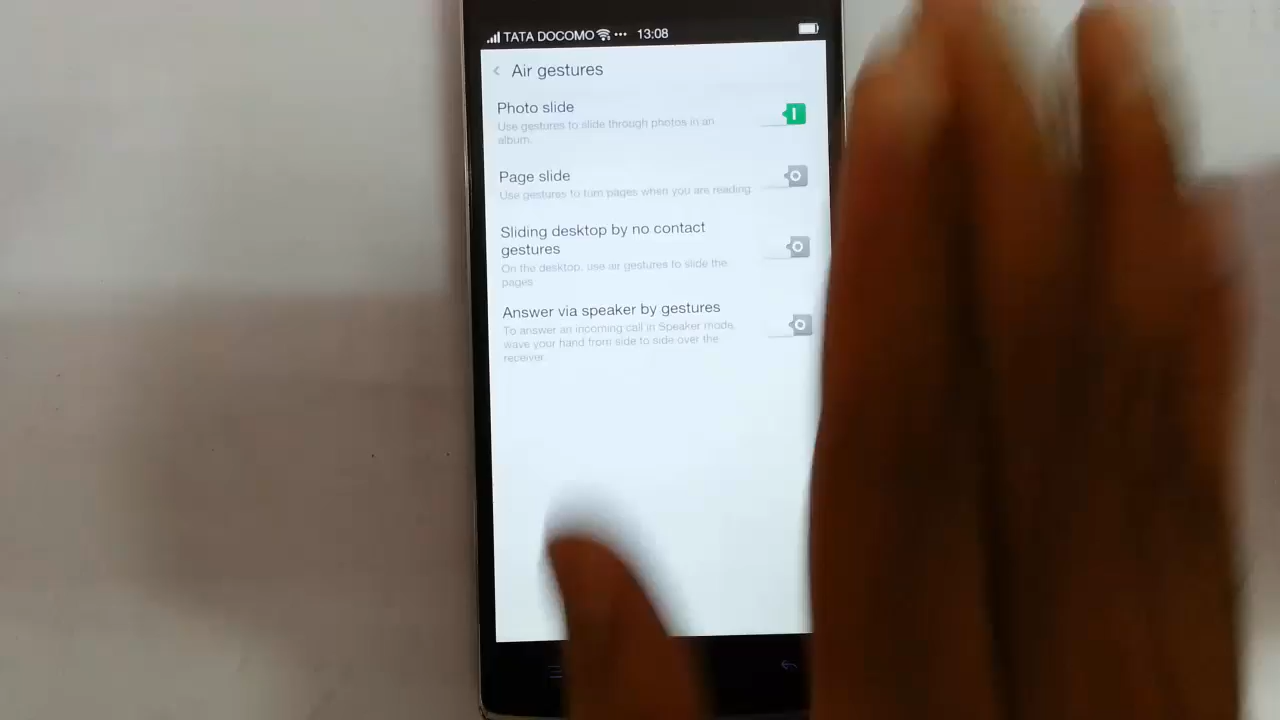 TATA DOCOMO ··· 13:08
< Air gestures
Photo slide
Use gestures to slide through photos in an
album.
Page slide
Use gestures to turn pages when you are reading
Sliding desktop by no contact
gestures
On the desktop, use air gestures to slide the
pages
Answer via speaker by gestures
To answer an incoming call in Speaker mode,
wave your hand from side to side over the
receiver.